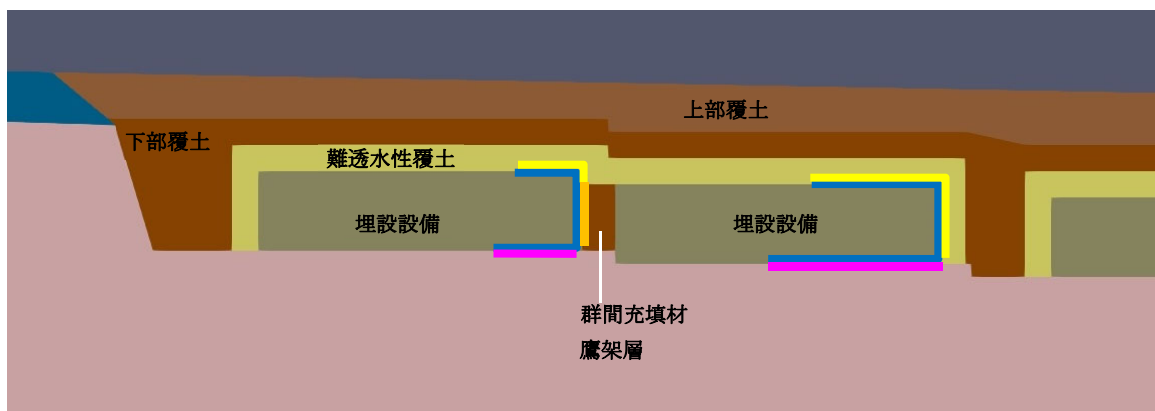 上部覆土
下部覆土
難透水性覆土
埋設設備
埋設設備
群間充填材
鷹架層